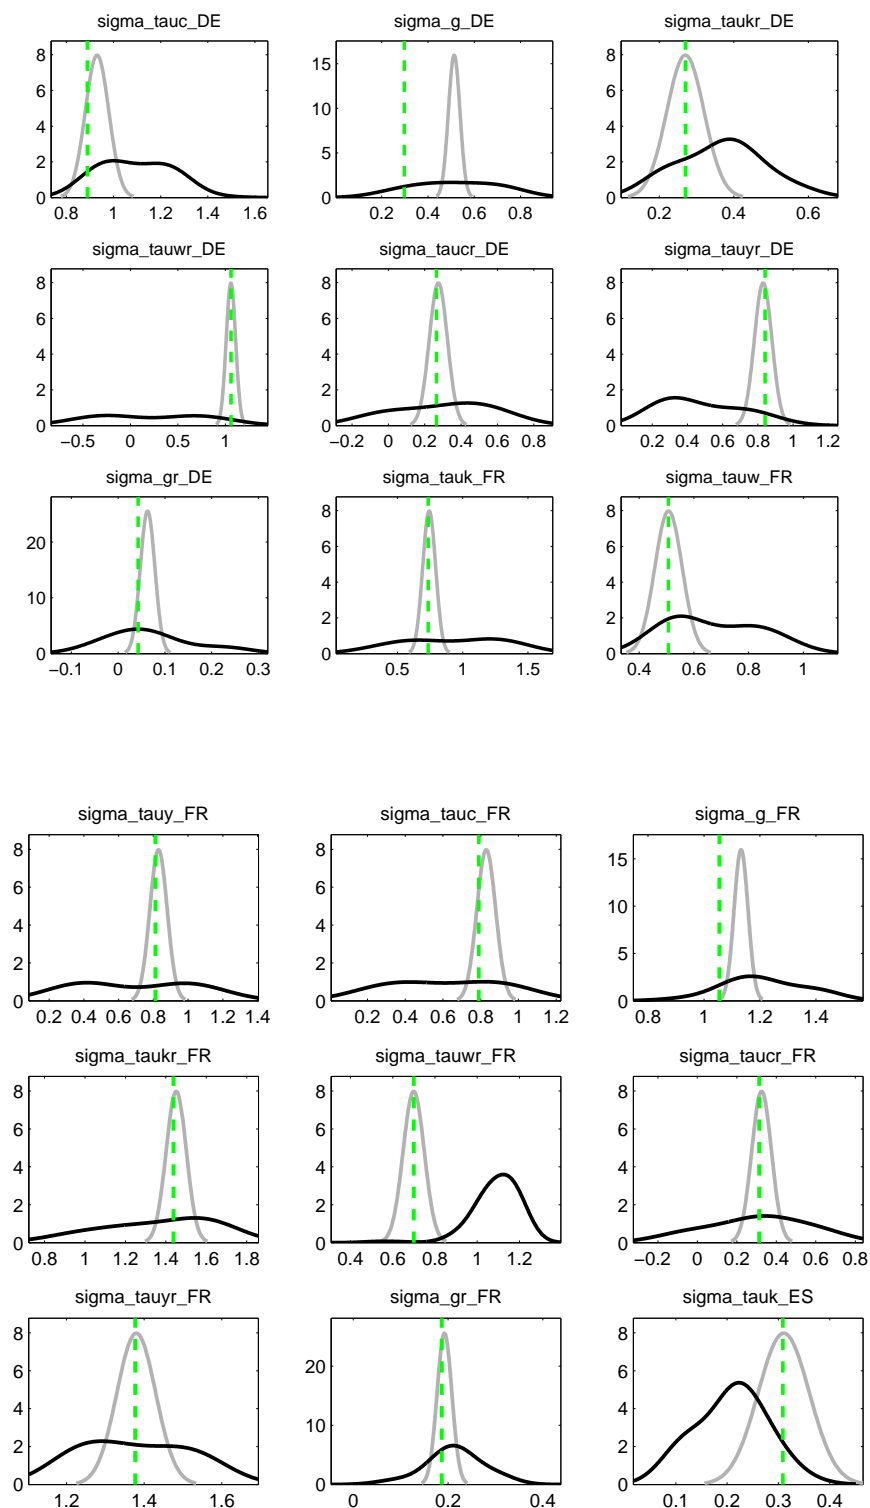 sigma_tauc_DE
sigma_g_DE
sigma_taukr_DE
8
6
4
2
0
0.8 1 1.2 1.4 1.6
15
10
5
0
0.2 0.4 0.6 0.8
8
6
4
2
0
0.2 0.4 0.6
sigma_tauwr_DE
sigma_taucr_DE
sigma_tauyr_DE
8
6
4
2
0
−0.5 0 0.5 1
8
6
4
2
0
−0.2 0 0.2 0.4 0.6 0.8
8
6
4
2
0
0.2 0.4 0.6 0.8 1 1.2
sigma_gr_DE
sigma_tauk_FR
sigma_tauw_FR
20
10
0
−0.1 0 0.1 0.2 0.3
8
6
4
2
0
0.5 1 1.5
8
6
4
2
0
0.4 0.6 0.8 1
sigma_tauy_FR
sigma_tauc_FR
sigma_g_FR
8
6
4
2
0
0.2 0.4 0.6 0.8 1 1.2 1.4
8
6
4
2
0
0.2 0.4 0.6 0.8 1 1.2
15
10
5
0
0.8 1 1.2 1.4
sigma_taukr_FR
sigma_tauwr_FR
sigma_taucr_FR
8
6
4
2
0
0.8 1 1.2 1.4 1.6 1.8
8
6
4
2
0
0.4 0.6 0.8 1 1.2
8
6
4
2
0
−0.2 0 0.2 0.4 0.6 0.8
sigma_tauyr_FR
sigma_gr_FR
sigma_tauk_ES
8
6
4
2
0
1.2 1.4 1.6
20
10
0
0 0.2 0.4
8
6
4
2
0
0.1 0.2 0.3 0.4